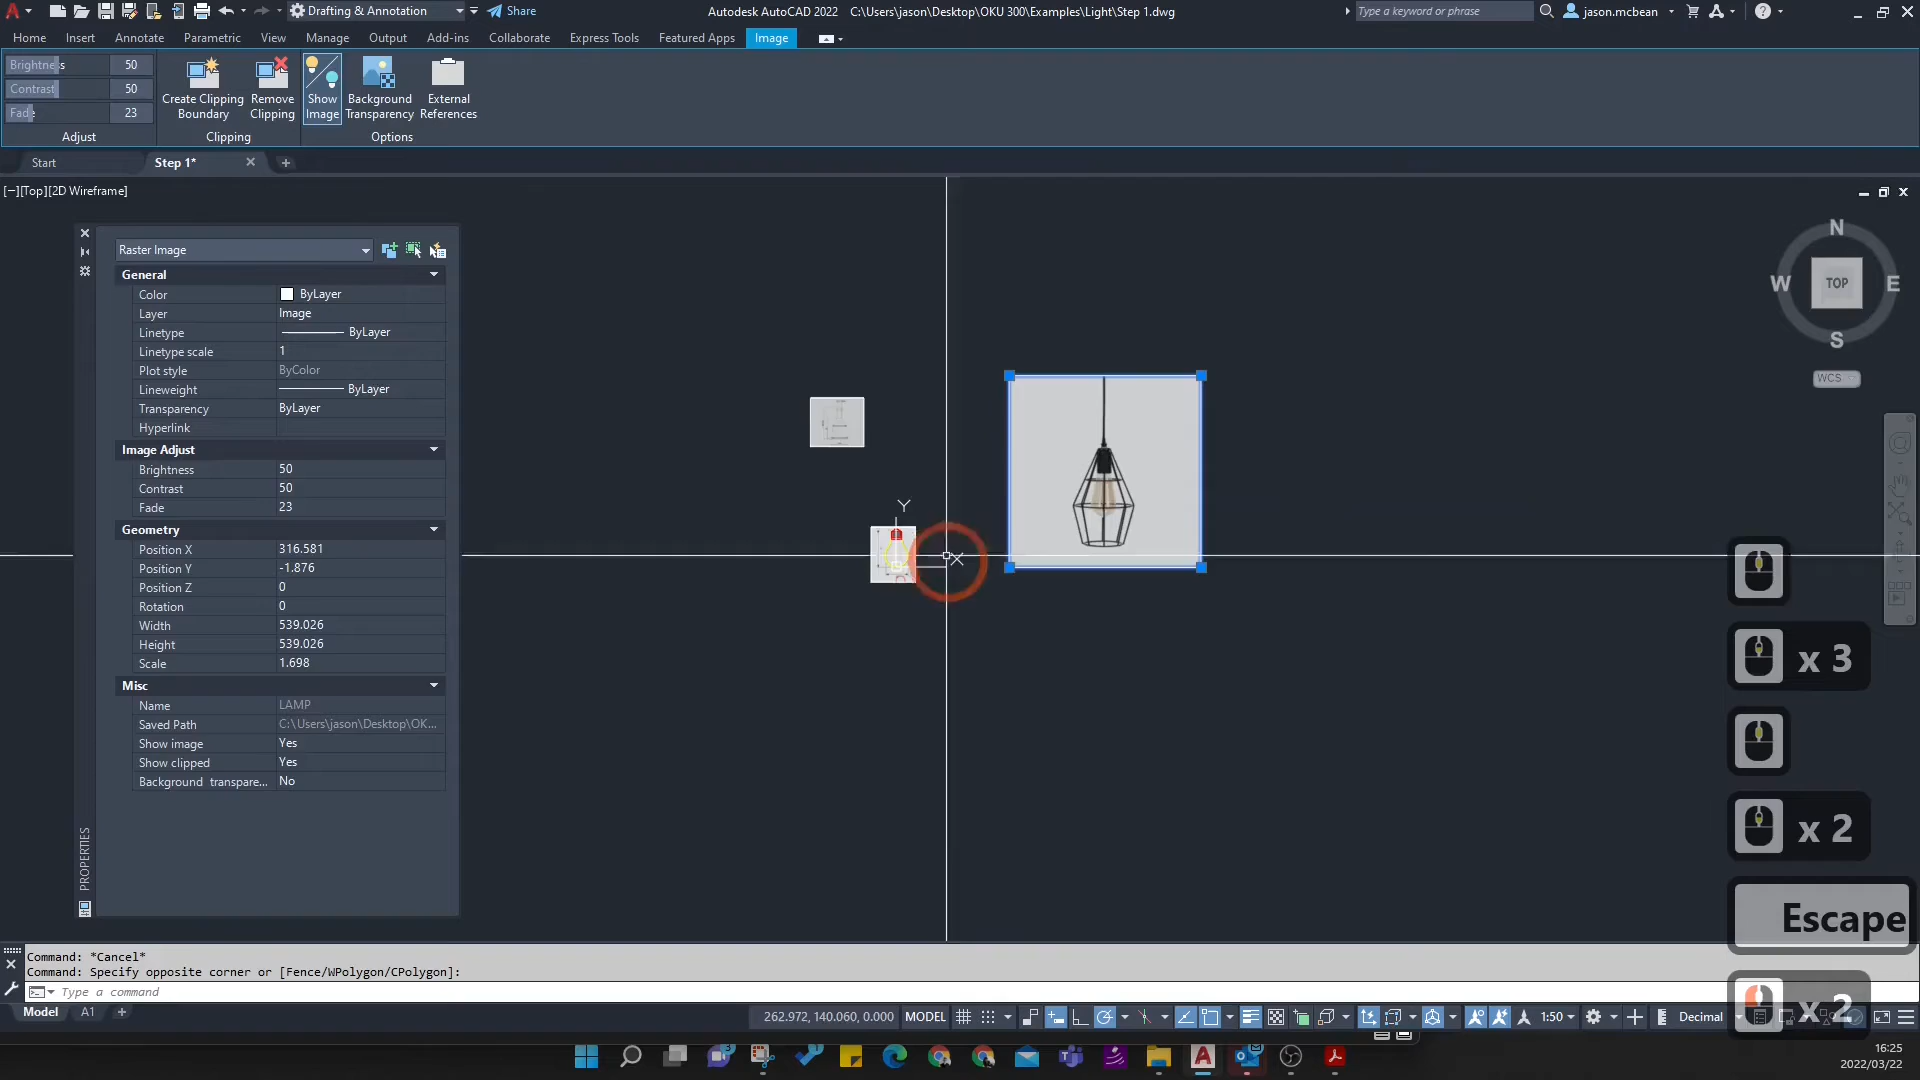 Drafting & Annotation
Share
Autodesk AutoCAD 2022 C:\Users\jason\Desktop\OKU 300\Examples\Light\Step 1.dwg
Type a keyword or phrase
jason.mcbean
Home Insert Annotate Parametric View Manage Output Add-ins Collaborate Express Tools Featured Apps Image
Brightness 50
Contrast 50
Fade 23
Create Clipping Boundary
Remove Clipping
Show Image
Background Transparency
External References
Adjust
Clipping
Options
Start
Step 1*
[−][Top][2D Wireframe]
N
W TOP E
S
WCS
Raster Image
General
Color ByLayer
Layer Image
Linetype ByLayer
Linetype scale 1
Plot style ByColor
Lineweight ByLayer
Transparency ByLayer
Hyperlink
Image Adjust
Brightness 50
Contrast 50
Fade 23
Geometry
Position X 316.581
Position Y -1.876
Position Z 0
Rotation 0
Width 539.026
Height 539.026
Scale 1.698
Misc
Name LAMP
Saved Path C:\Users\jason\Desktop\OK...
Show image Yes
Show clipped Yes
Background transpare... No
PROPERTIES
Y
X
x 3
x 2
Escape
x 2
Command: *Cancel*
Command: Specify opposite corner or [Fence/WPolygon/CPolygon]:
Type a command
Model A1
262.972, 140.060, 0.000 MODEL
1:50
Decimal
16:25
2022/03/22